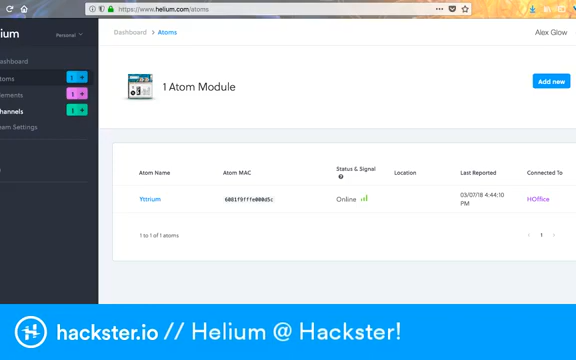 https://www.helium.com/atoms
ium
Personal
Dashboard > Atoms
Alex Glow
ashboard
toms
1 +
1 Atom Module
Add new
ements
1 +
hannels
1 +
am Settings
Atom Name
Atom MAC
Status & Signal
Location
Last Reported
Connected To
Yttrium
6081f9fffe000d5c
Online
03/07/18 4:44:10
PM
HOffice
1 to 1 of 1 atoms
‹ 1 ›
hackster.io // Helium @ Hackster!